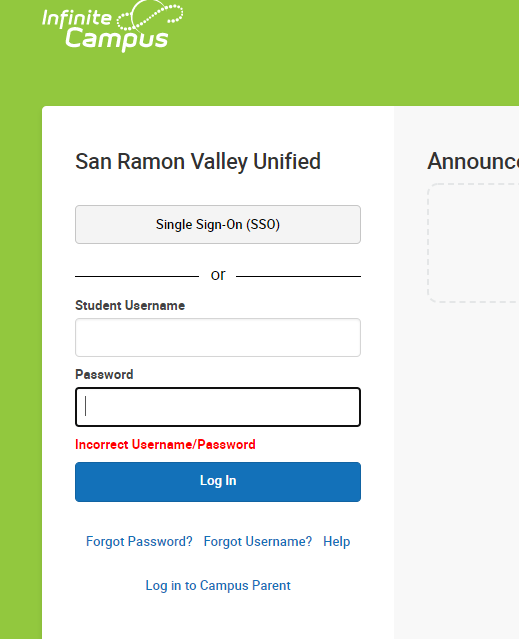 Infinite
Campus
San Ramon Valley Unified
Single Sign-On (SSO)
or
Student Username
Password
Incorrect Username/Password
Log In
Forgot Password? Forgot Username? Help
Log in to Campus Parent